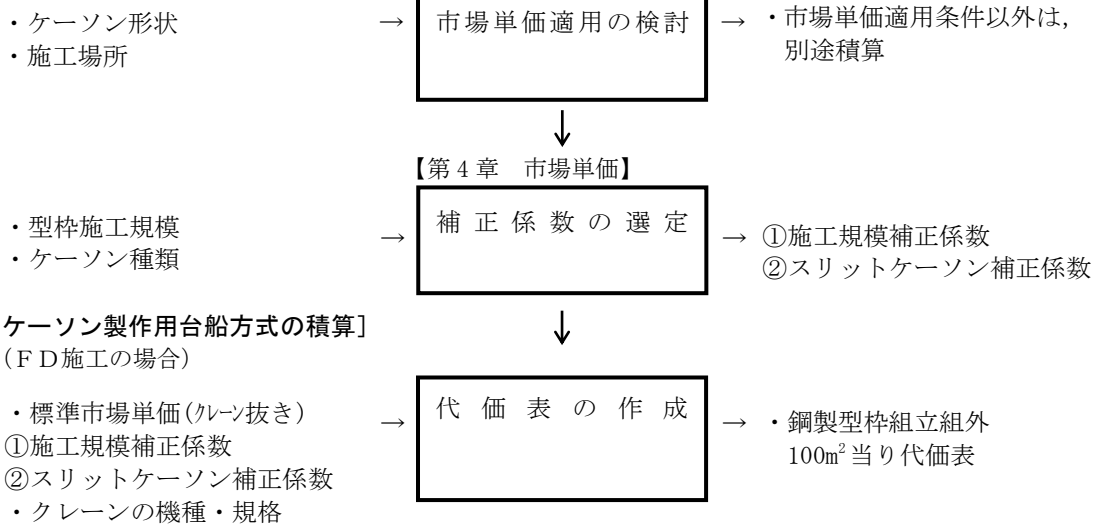 ・ケーソン形状
・施工場所
→
市場単価適用の検討
→
・市場単価適用条件以外は,
別途積算
↓
【第4章　市場単価】
・型枠施工規模
・ケーソン種類
→
補正係数の選定
→
①施工規模補正係数
②スリットケーソン補正係数
ケーソン製作用台船方式の積算］
(ＦＤ施工の場合)
↓
・標準市場単価(ｸﾚｰﾝ抜き)
①施工規模補正係数
②スリットケーソン補正係数
・クレーンの機種・規格
→
代価表の作成
→
・鋼製型枠組立組外
100m²当り代価表